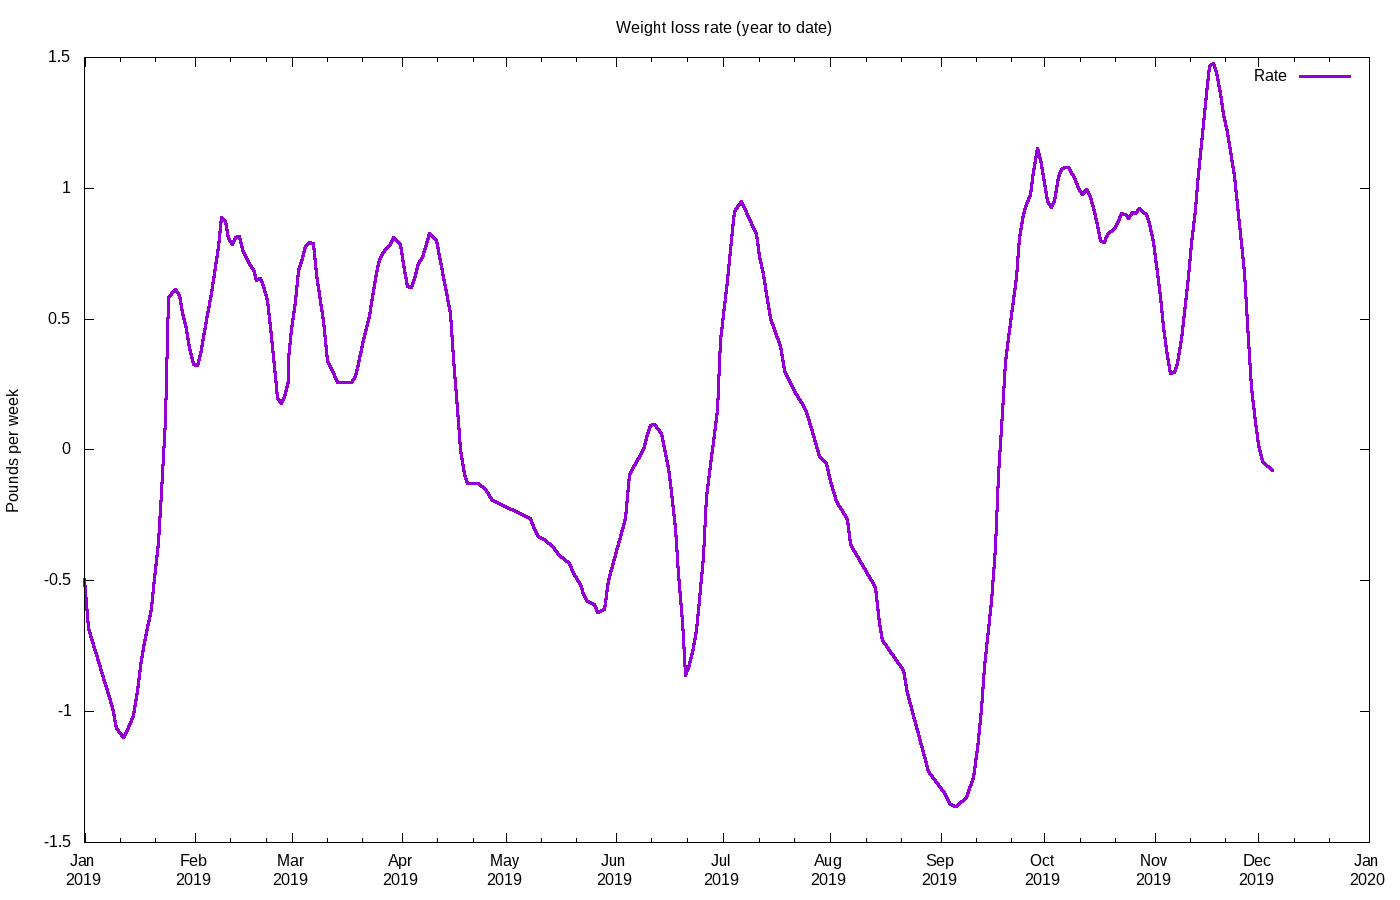 Weight loss rate (year to date)
Rate
Pounds per week
1.5
1
0.5
0
-0.5
-1
-1.5
Jan Feb Mar Apr May Jun Jul Aug Sep Oct Nov Dec Jan
2019 2019 2019 2019 2019 2019 2019 2019 2019 2019 2019 2019 2020